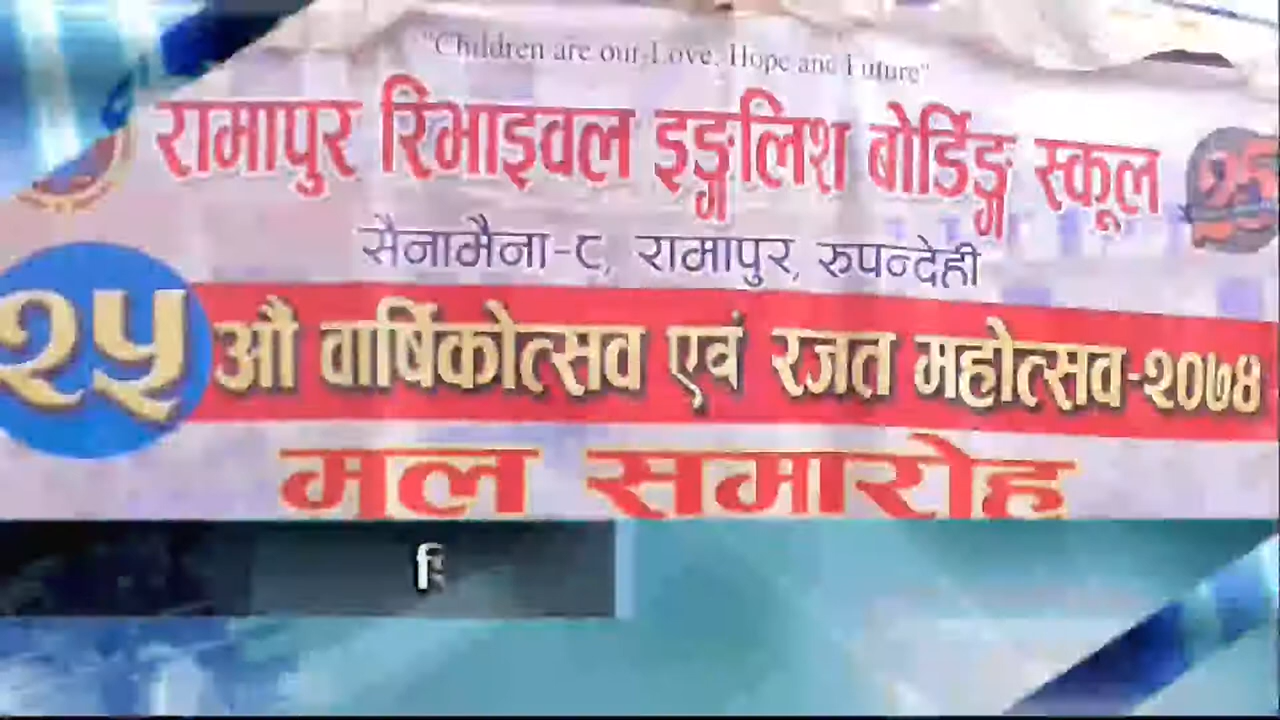 "Children are our Love, Hope and Future"
रामापुर रिभाइवल इङ्गलिश बोर्डिङ्ग स्कूल
25
सैनामैना-८, रामापुर, रुपन्देही
२५ औं वार्षिकोत्सव एवं रजत महोत्सव-२०७४
मूल समारोह